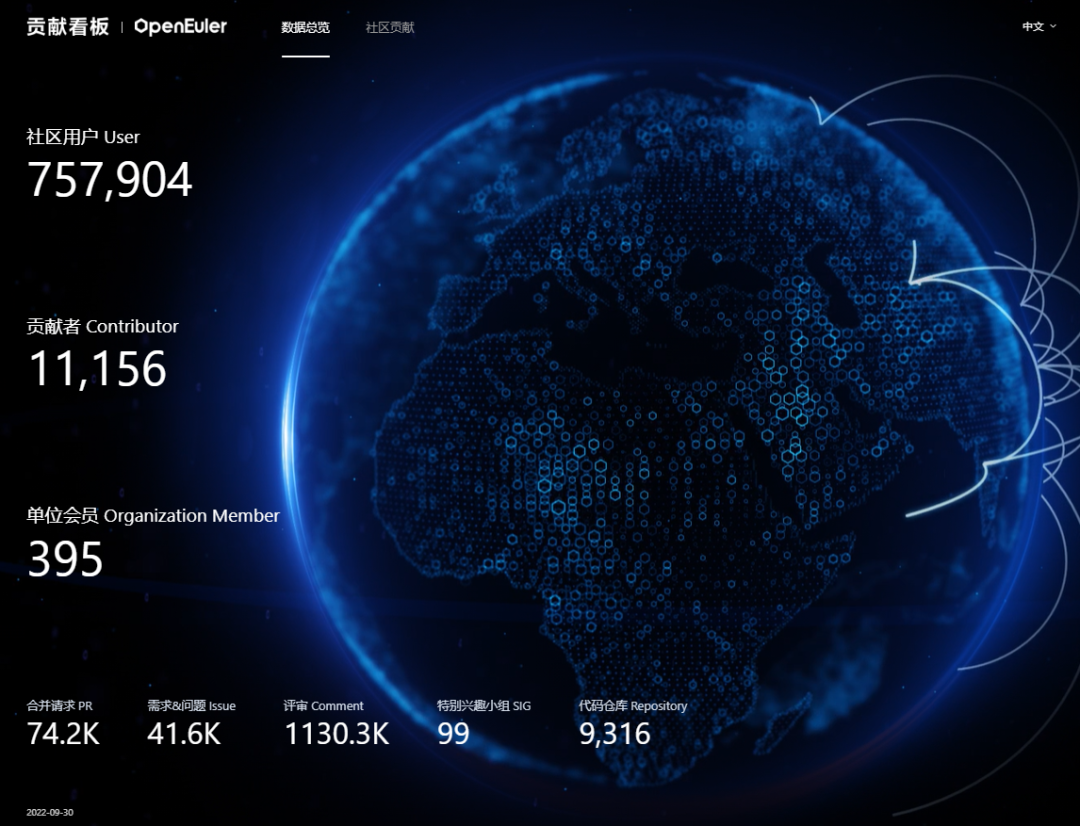 贡献看板 | OpenEuler 数据总览 社区贡献 中文
社区用户 User
757,904
贡献者 Contributor
11,156
单位会员 Organization Member
395
合并请求 PR 需求&问题 Issue 评审 Comment 特别兴趣小组 SIG 代码仓库 Repository
74.2K 41.6K 1130.3K 99 9,316
2022-09-30